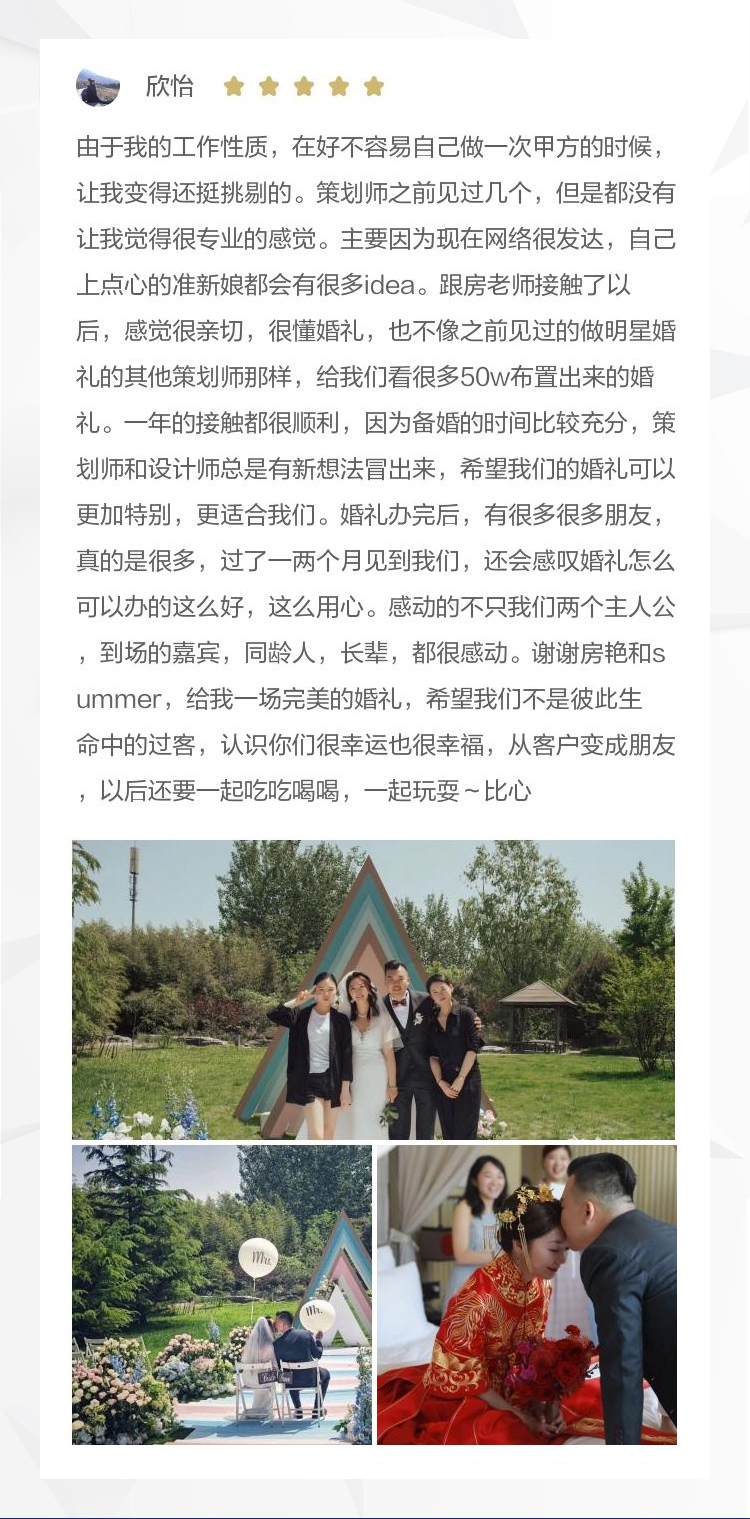 欣怡
由于我的工作性质，在好不容易自己做一次甲方的时候，
让我变得还挺挑剔的。策划师之前见过几个，但是都没有
让我觉得很专业的感觉。主要因为现在网络很发达，自己
上点心的准新娘都会有很多idea。跟房老师接触了以
后，感觉很亲切，很懂婚礼，也不像之前见过的做明星婚
礼的其他策划师那样，给我们看很多50w布置出来的婚
礼。一年的接触都很顺利，因为备婚的时间比较充分，策
划师和设计师总是有新想法冒出来，希望我们的婚礼可以
更加特别，更适合我们。婚礼办完后，有很多很多朋友，
真的是很多，过了一两个月见到我们，还会感叹婚礼怎么
可以办的这么好，这么用心。感动的不只我们两个主人公
，到场的嘉宾，同龄人，长辈，都很感动。谢谢房艳和s
ummer，给我一场完美的婚礼，希望我们不是彼此生
命中的过客，认识你们很幸运也很幸福，从客户变成朋友
，以后还要一起吃吃喝喝，一起玩耍～比心
Mrs.
Mr.